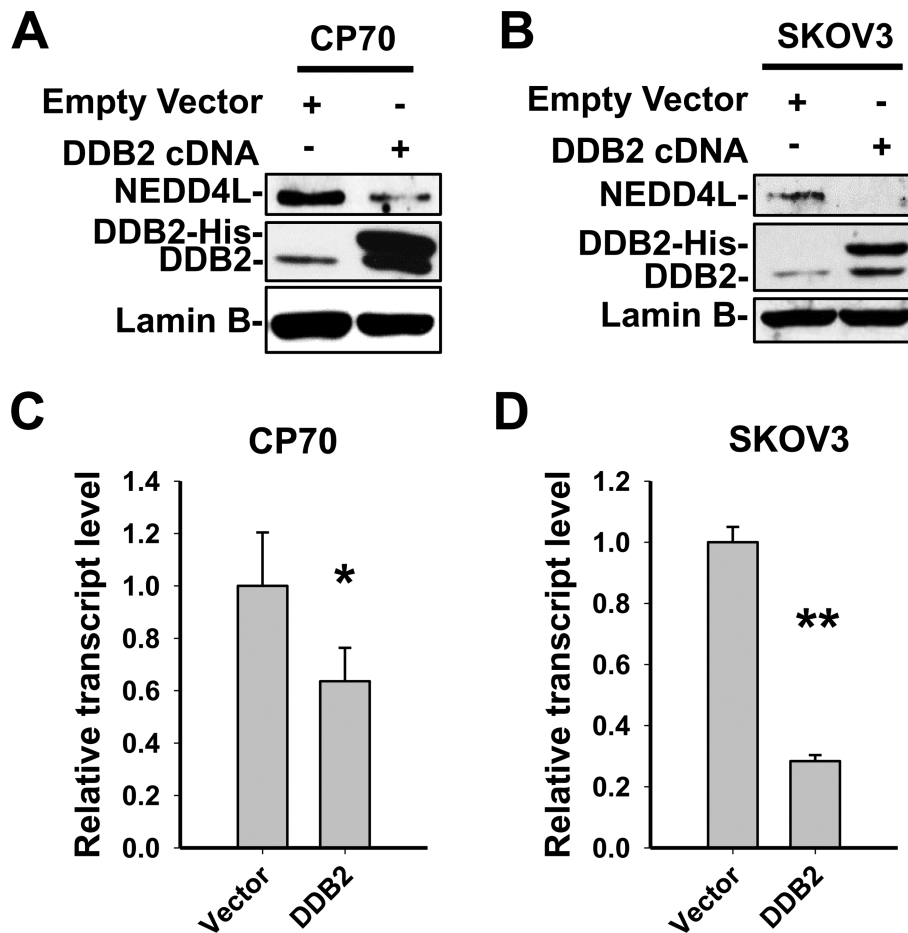 A
CP70
Empty Vector + -
DDB2 cDNA - +
NEDD4L-
DDB2-His-
DDB2-
Lamin B-
B
SKOV3
Empty Vector + -
DDB2 cDNA - +
NEDD4L-
DDB2-His-
DDB2-
Lamin B-
C
CP70
Relative transcript level
1.4
1.2
1.0
0.8
0.6
0.4
0.2
0.0
*
Vector
DDB2
D
SKOV3
Relative transcript level
1.2
1.0
0.8
0.6
0.4
0.2
0.0
**
Vector
DDB2